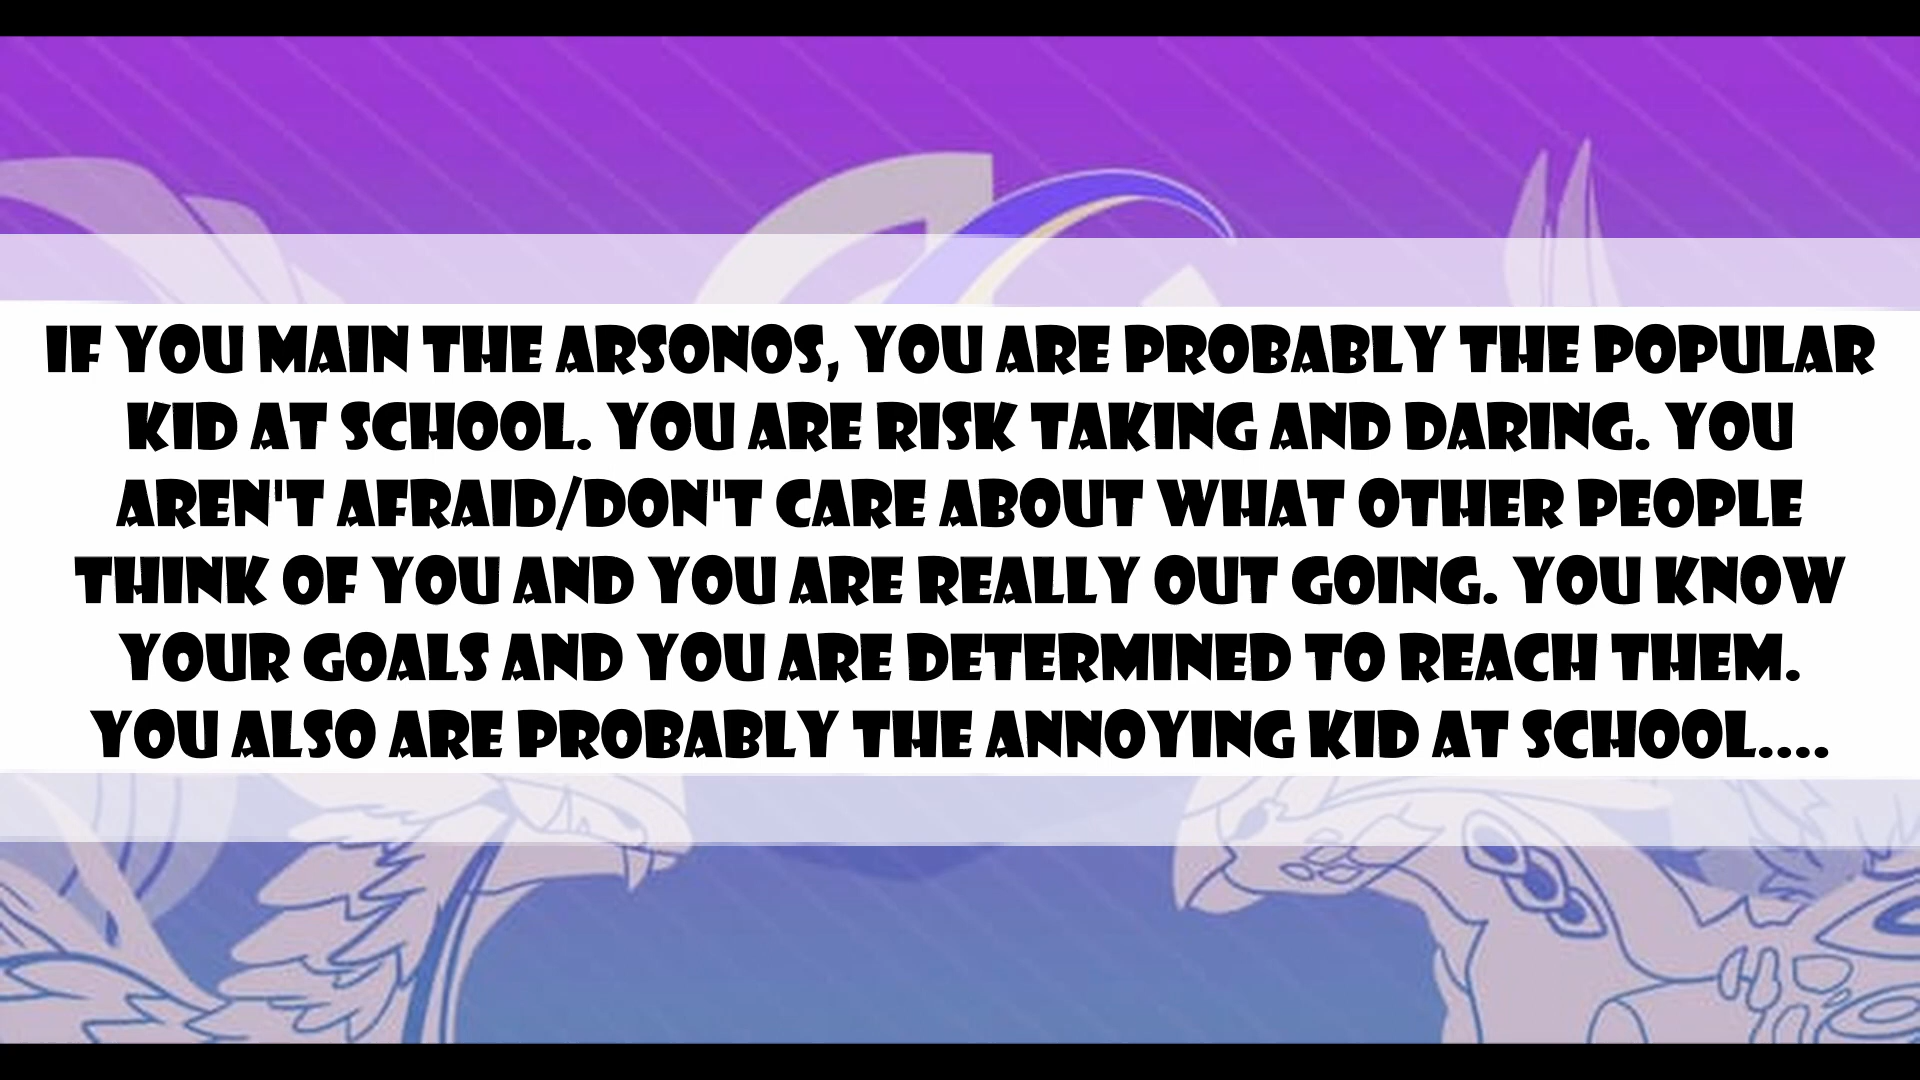 IF YOU MAIN THE ARSONOS, YOU ARE PROBABLY THE POPULAR
KID AT SCHOOL. YOU ARE RISK TAKING AND DARING. YOU
AREN'T AFRAID/DON'T CARE ABOUT WHAT OTHER PEOPLE
THINK OF YOU AND YOU ARE REALLY OUT GOING. YOU KNOW
YOUR GOALS AND YOU ARE DETERMINED TO REACH THEM.
YOU ALSO ARE PROBABLY THE ANNOYING KID AT SCHOOL....